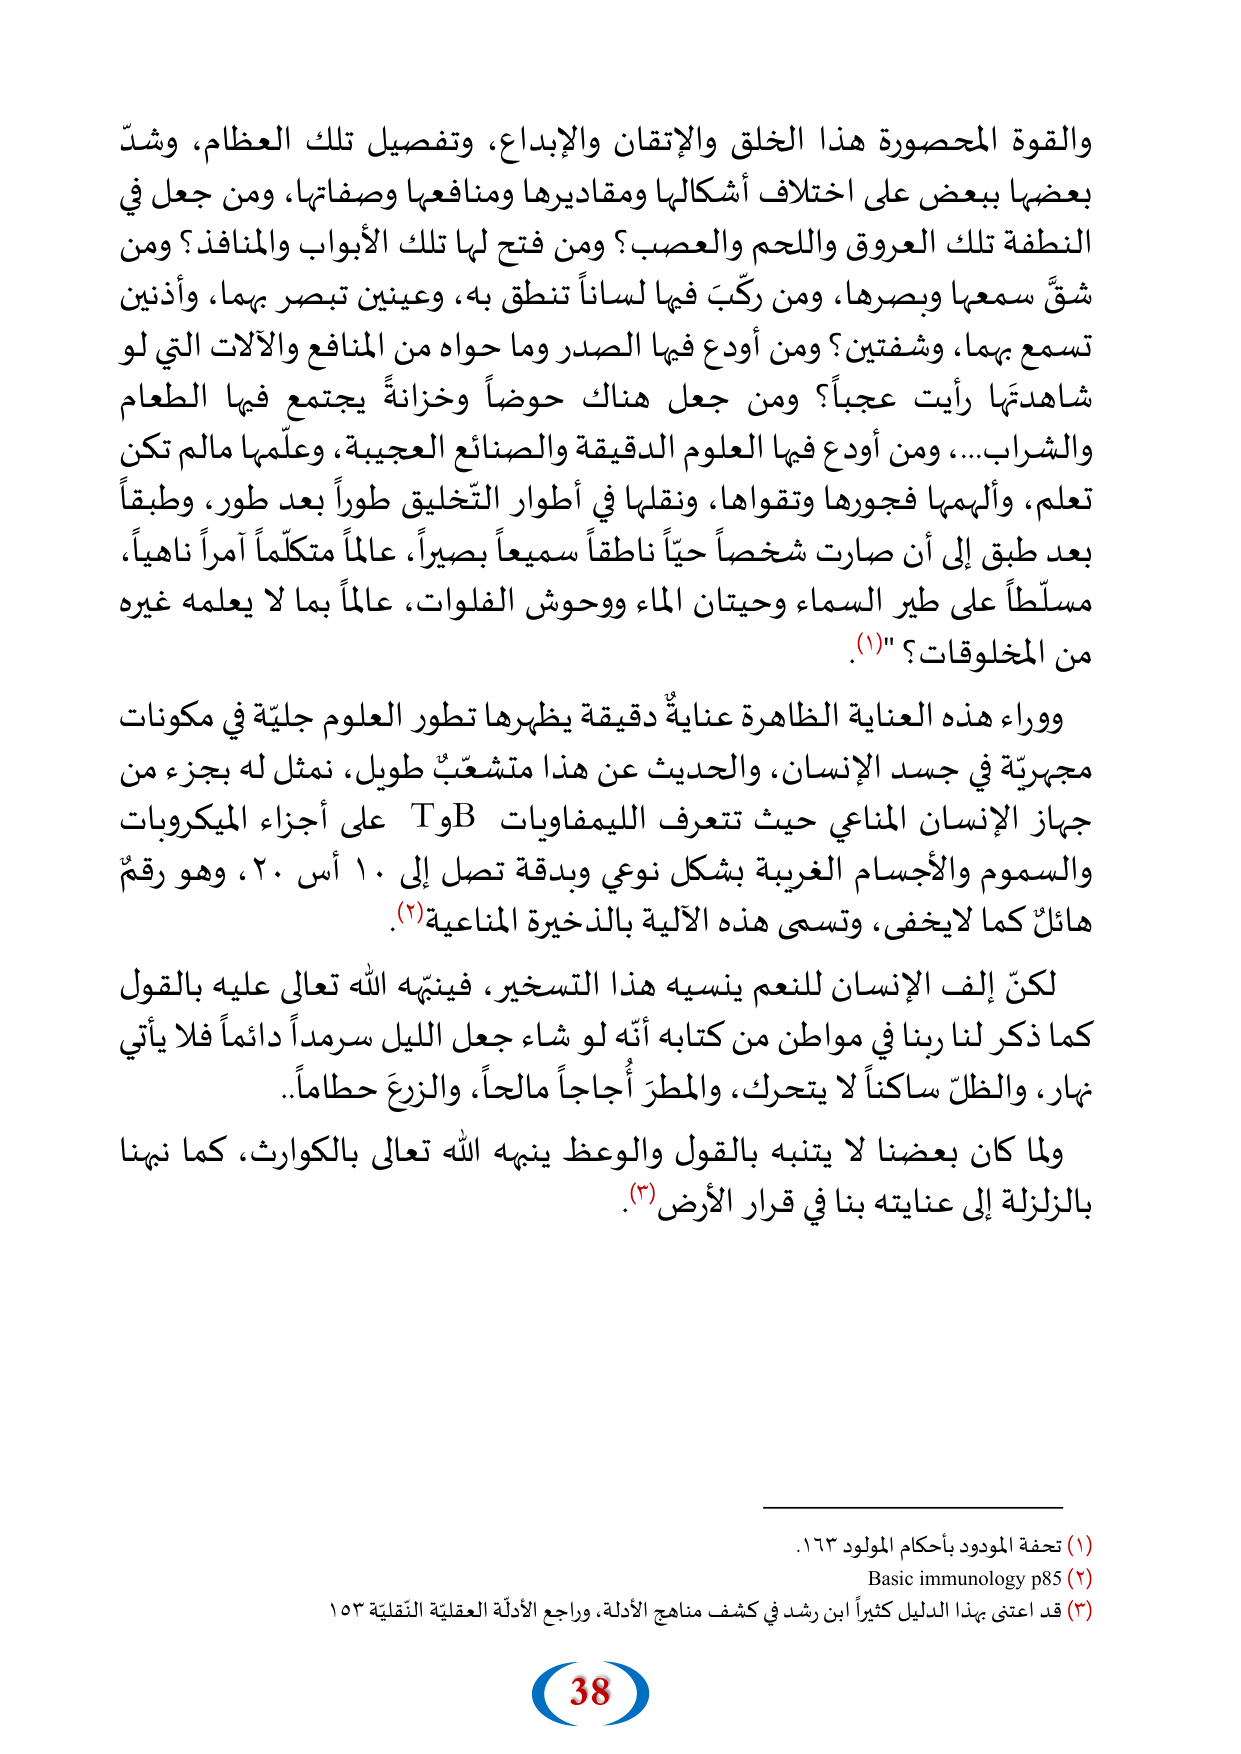 والقوة المحصورة هذا الخلق والإتقان والإبداع، وتفصيل تلك العظام، وشدّ
بعضها ببعض على اختلاف أشكالها ومقاديرها ومنافعها وصفاتها، ومن جعل في
النطفة تلك العروق واللحم والعصب؟ ومن فتح لها تلك الأبواب والمنافذ؟ ومن
شقَّ سمعها وبصرها، ومن ركّبَ فيها لساناً تنطق به، وعينين تبصر بهما، وأذنين
تسمع بهما، وشفتين؟ ومن أودع فيها الصدر وما حواه من المنافع والآلات التي لو
شاهدتَها رأيت عجباً؟ ومن جعل هناك حوضاً وخزانةً يجتمع فيها الطعام
والشراب...، ومن أودع فيها العلوم الدقيقة والصنائع العجيبة، وعلّمها مالم تكن
تعلم، وألهمها فجورها وتقواها، ونقلها في أطوار التّخليق طوراً بعد طور، وطبقاً
بعد طبق إلى أن صارت شخصاً حيّاً ناطقاً سميعاً بصيراً، عالماً متكلّماً آمراً ناهياً،
مسلّطاً على طير السماء وحيتان الماء ووحوش الفلوات، عالماً بما لا يعلمه غيره
من المخلوقات؟ "(١).
ووراء هذه العناية الظاهرة عنايةٌ دقيقة يظهرها تطور العلوم جليّة في مكونات
مجهريّة في جسد الإنسان، والحديث عن هذا متشعّبٌ طويل، نمثل له بجزء من
جهاز الإنسان المناعي حيث تتعرف الليمفاويات BوT على أجزاء الميكروبات
والسموم والأجسام الغريبة بشكل نوعي وبدقة تصل إلى ١٠ أس ٢٠، وهو رقمٌ
هائلٌ كما لايخفى، وتسمى هذه الآلية بالذخيرة المناعية(٢).
لكنّ إلف الإنسان للنعم ينسيه هذا التسخير، فينبّهه الله تعالى عليه بالقول
كما ذكر لنا ربنا في مواطن من كتابه أنّه لو شاء جعل الليل سرمداً دائماً فلا يأتي
نهار، والظلّ ساكناً لا يتحرك، والمطرَ أُجاجاً مالحاً، والزرعَ حطاماً..
ولما كان بعضنا لا يتنبه بالقول والوعظ ينبهه الله تعالى بالكوارث، كما نبهنا
بالزلزلة إلى عنايته بنا في قرار الأرض(٣).
(١) تحفة المودود بأحكام المولود ١٦٣.
(٢) Basic immunology p85
(٣) قد اعتنى بهذا الدليل كثيراً ابن رشد في كشف مناهج الأدلة، وراجع الأدلّة العقليّة النّقليّة ١٥٣
38